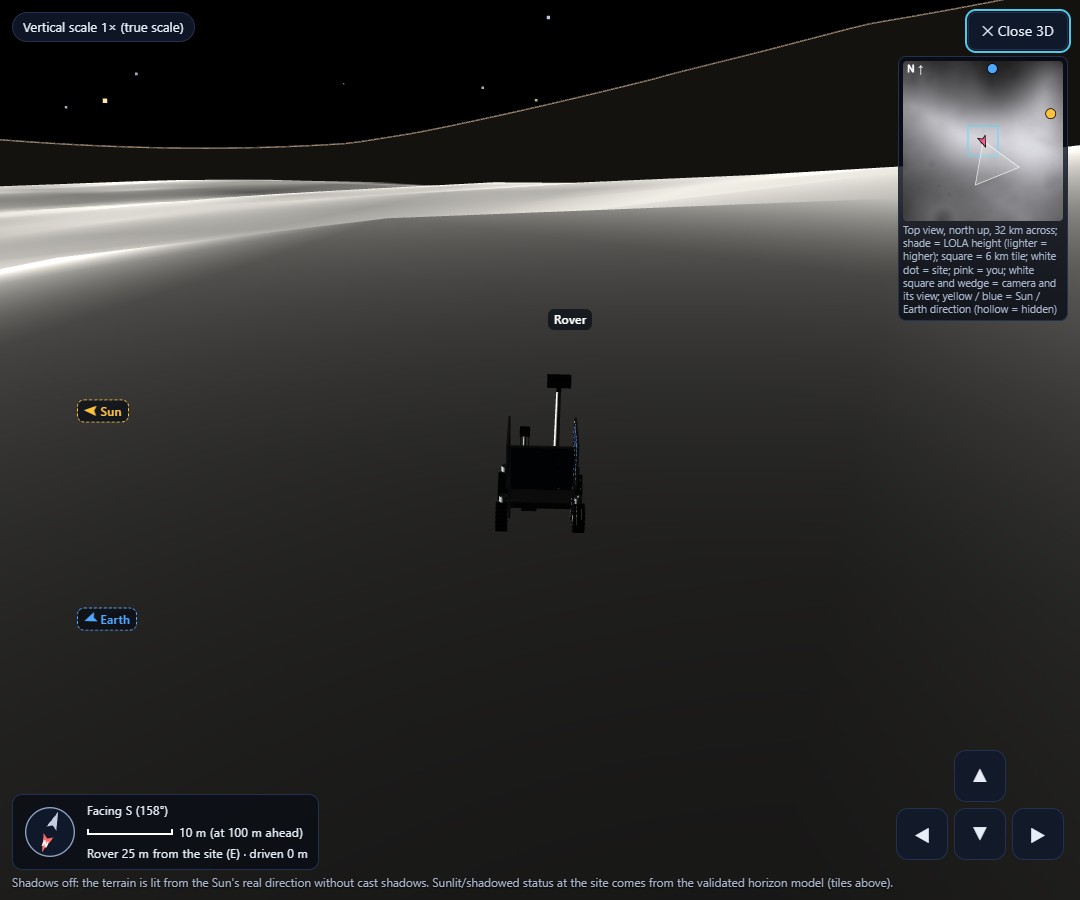 Vertical scale 1× (true scale)
✕ Close 3D
N ↑
Top view, north up, 32 km across;
shade = LOLA height (lighter =
higher); square = 6 km tile; white
dot = site; pink = you; white
square and wedge = camera and
its view; yellow / blue = Sun /
Earth direction (hollow = hidden)
Rover
Sun
Earth
Facing S (158°)
10 m (at 100 m ahead)
Rover 25 m from the site (E) · driven 0 m
Shadows off: the terrain is lit from the Sun's real direction without cast shadows. Sunlit/shadowed status at the site comes from the validated horizon model (tiles above).